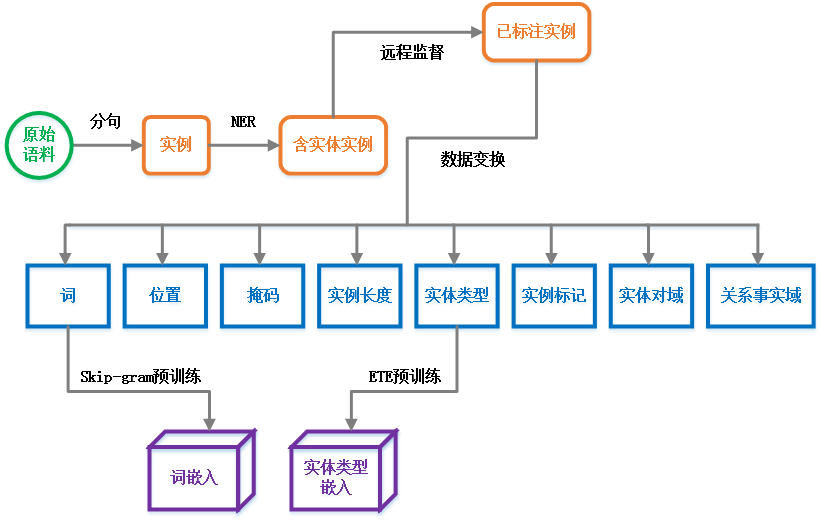 已标注实例
远程监督
分句
NER
原始
语料
实例
含实体实例
数据变换
词
位置
掩码
实例长度
实体类型
实例标记
实体对域
关系事实域
Skip-gram预训练
ETE预训练
词嵌入
实体类型
嵌入